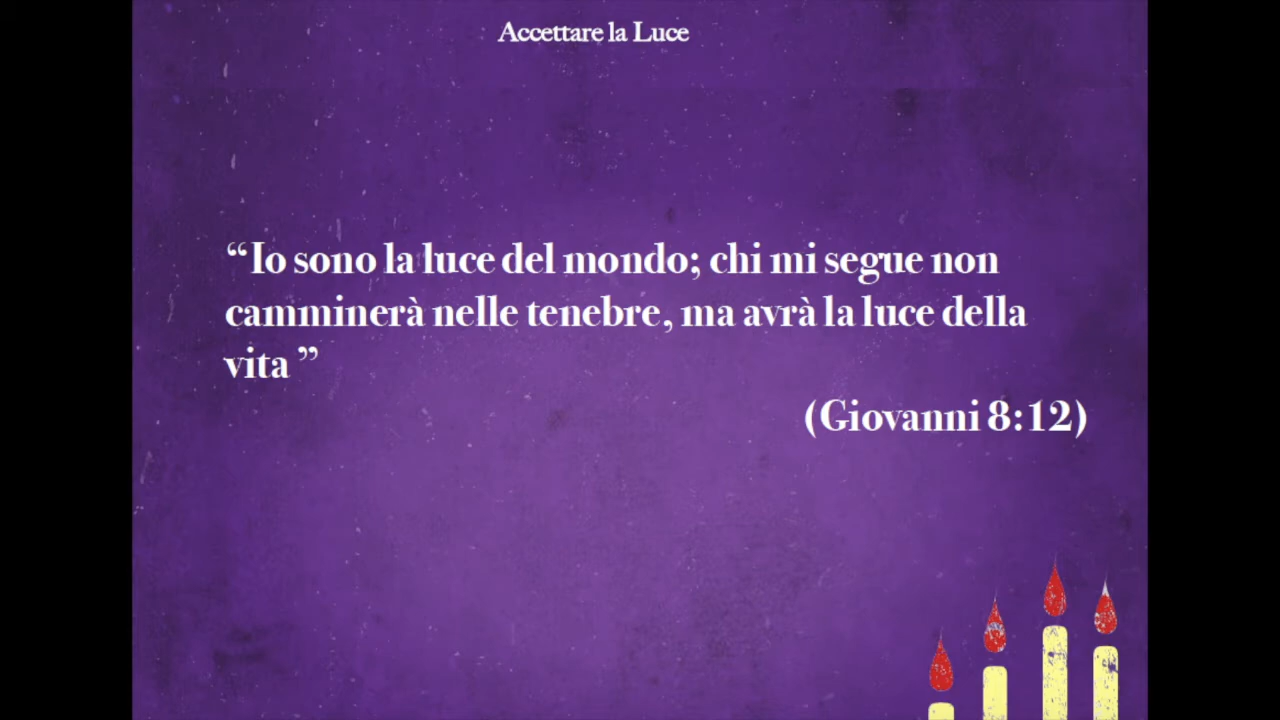 Accettare la Luce
“Io sono la luce del mondo; chi mi segue non
camminerà nelle tenebre, ma avrà la luce della
vita ”
(Giovanni 8:12)